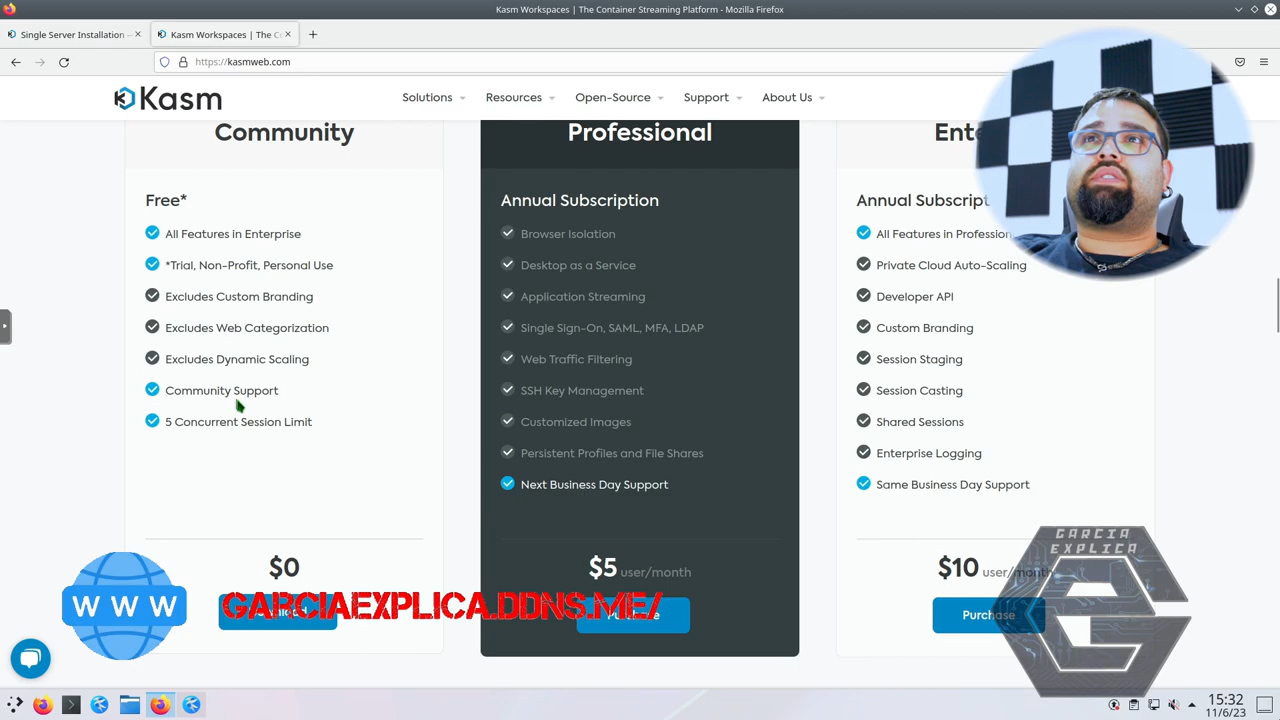 Kasm Workspaces | The Container Streaming Platform - Mozilla Firefox
Single Server Installation —
Kasm Workspaces | The C
https://kasmweb.com
Kasm
Solutions
Resources
Open-Source
Support
About Us
Community
Free*
All Features in Enterprise
*Trial, Non-Profit, Personal Use
Excludes Custom Branding
Excludes Web Categorization
Excludes Dynamic Scaling
Community Support
5 Concurrent Session Limit
$0
Professional
Annual Subscription
Browser Isolation
Desktop as a Service
Application Streaming
Single Sign-On, SAML, MFA, LDAP
Web Traffic Filtering
SSH Key Management
Customized Images
Persistent Profiles and File Shares
Next Business Day Support
$5 user/month
Annual
All Features in
Private Cloud Auto-Scaling
Developer API
Custom Branding
Session Staging
Session Casting
Shared Sessions
Enterprise Logging
Same Business Day Support
$10 user/month
Purchase
WWW
GARCIAEXPLICA.DDNS.ME/
GARCIA
EXPLICA
15:32
11/6/23